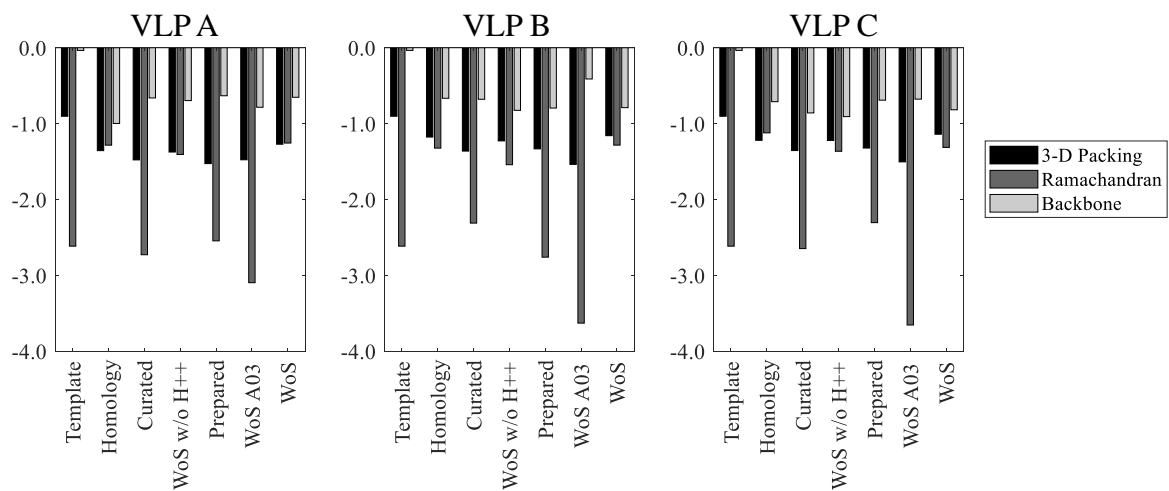 VLP A
VLP B
VLP C
0.0
-1.0
-2.0
-3.0
-4.0
Template
Homology
Curated
WoS w/o H++
Prepared
WoS A03
WoS
0.0
-1.0
-2.0
-3.0
-4.0
Template
Homology
Curated
WoS w/o H++
Prepared
WoS A03
WoS
0.0
-1.0
-2.0
-3.0
-4.0
Template
Homology
Curated
WoS w/o H++
Prepared
WoS A03
WoS
3-D Packing
Ramachandran
Backbone